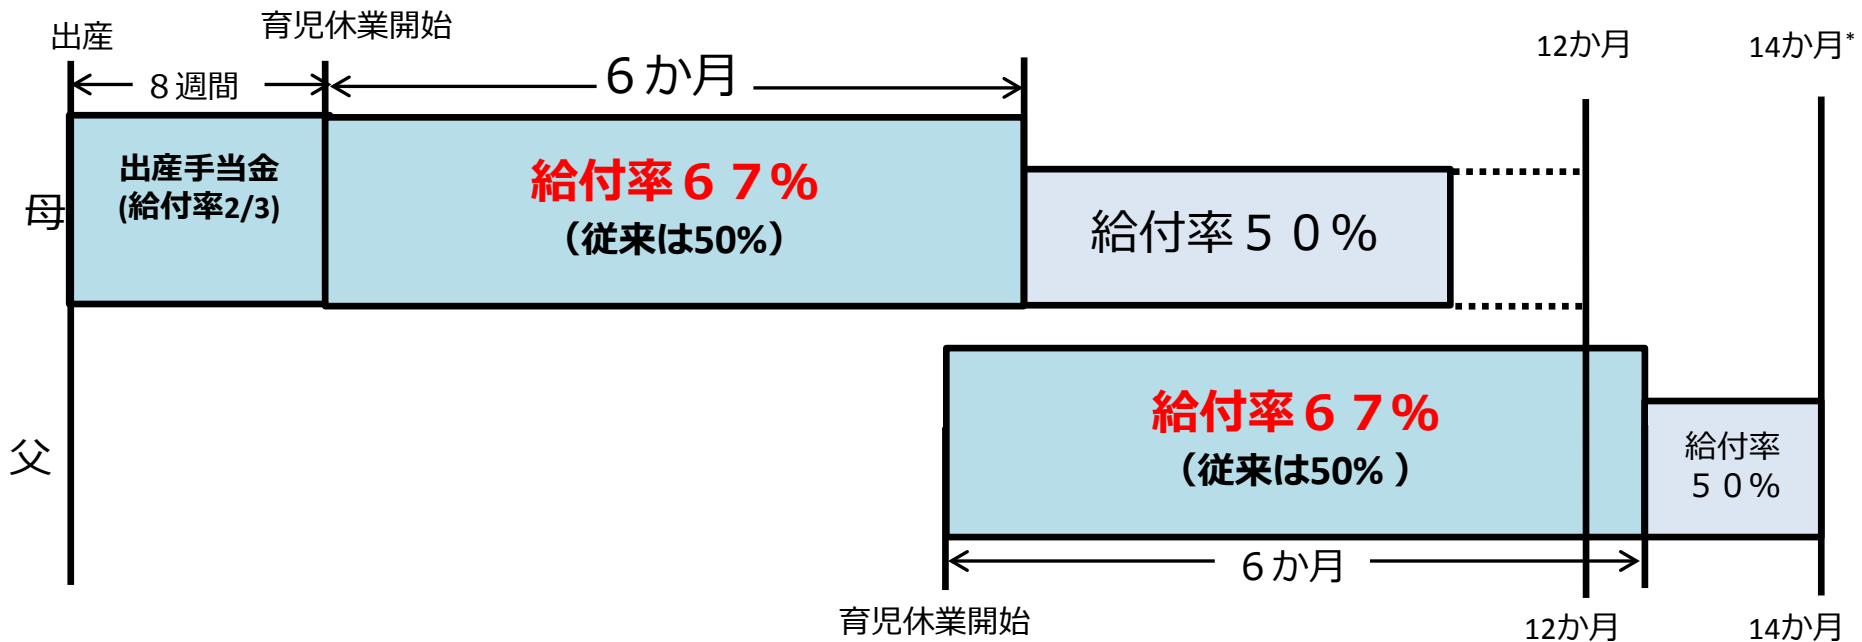 出産
育児休業開始
12か月
14か月*
８週間
６か月
母
出産手当金
(給付率2/3)
給付率６７%
（従来は50%）
給付率５０%
父
給付率６７%
（従来は50% ）
給付率
５０%
６か月
育児休業開始
12か月
14か月